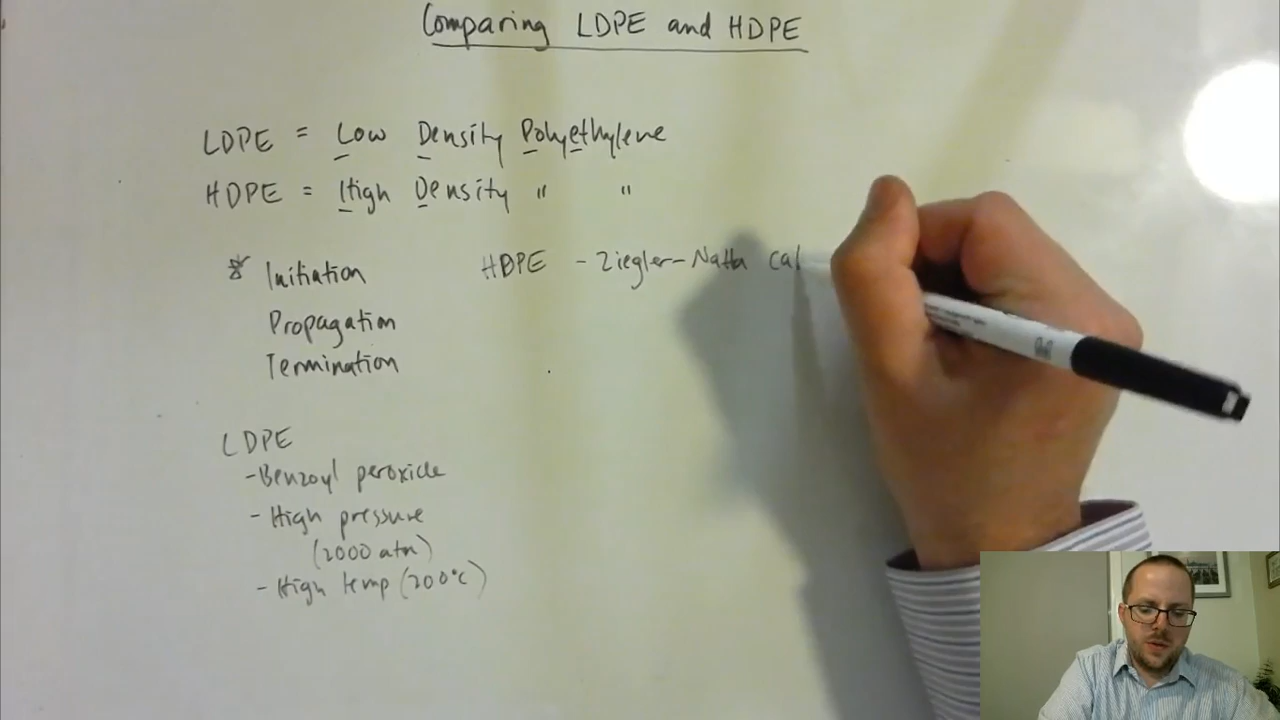 Comparing LDPE and HDPE
LDPE = Low Density Polyethylene
HDPE = High Density " "
* Initiation
Propagation
Termination
HDPE - Ziegler-Natta cat
LDPE
- Benzoyl peroxide
- High pressure
(2000 atm)
- High temp (200°C)